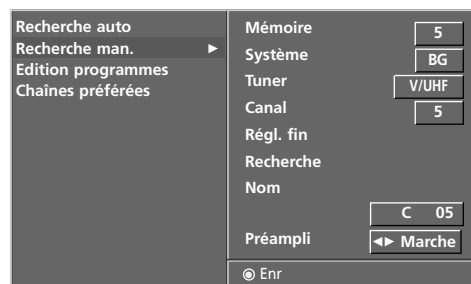 Recherche auto
Recherche man. ►
Edition programmes
Chaînes préférées
Mémoire 5
Système BG
Tuner V/UHF
Canal 5
Régl. fin
Recherche
Nom
C 05
Préampli ◄► Marche
◉ Enr